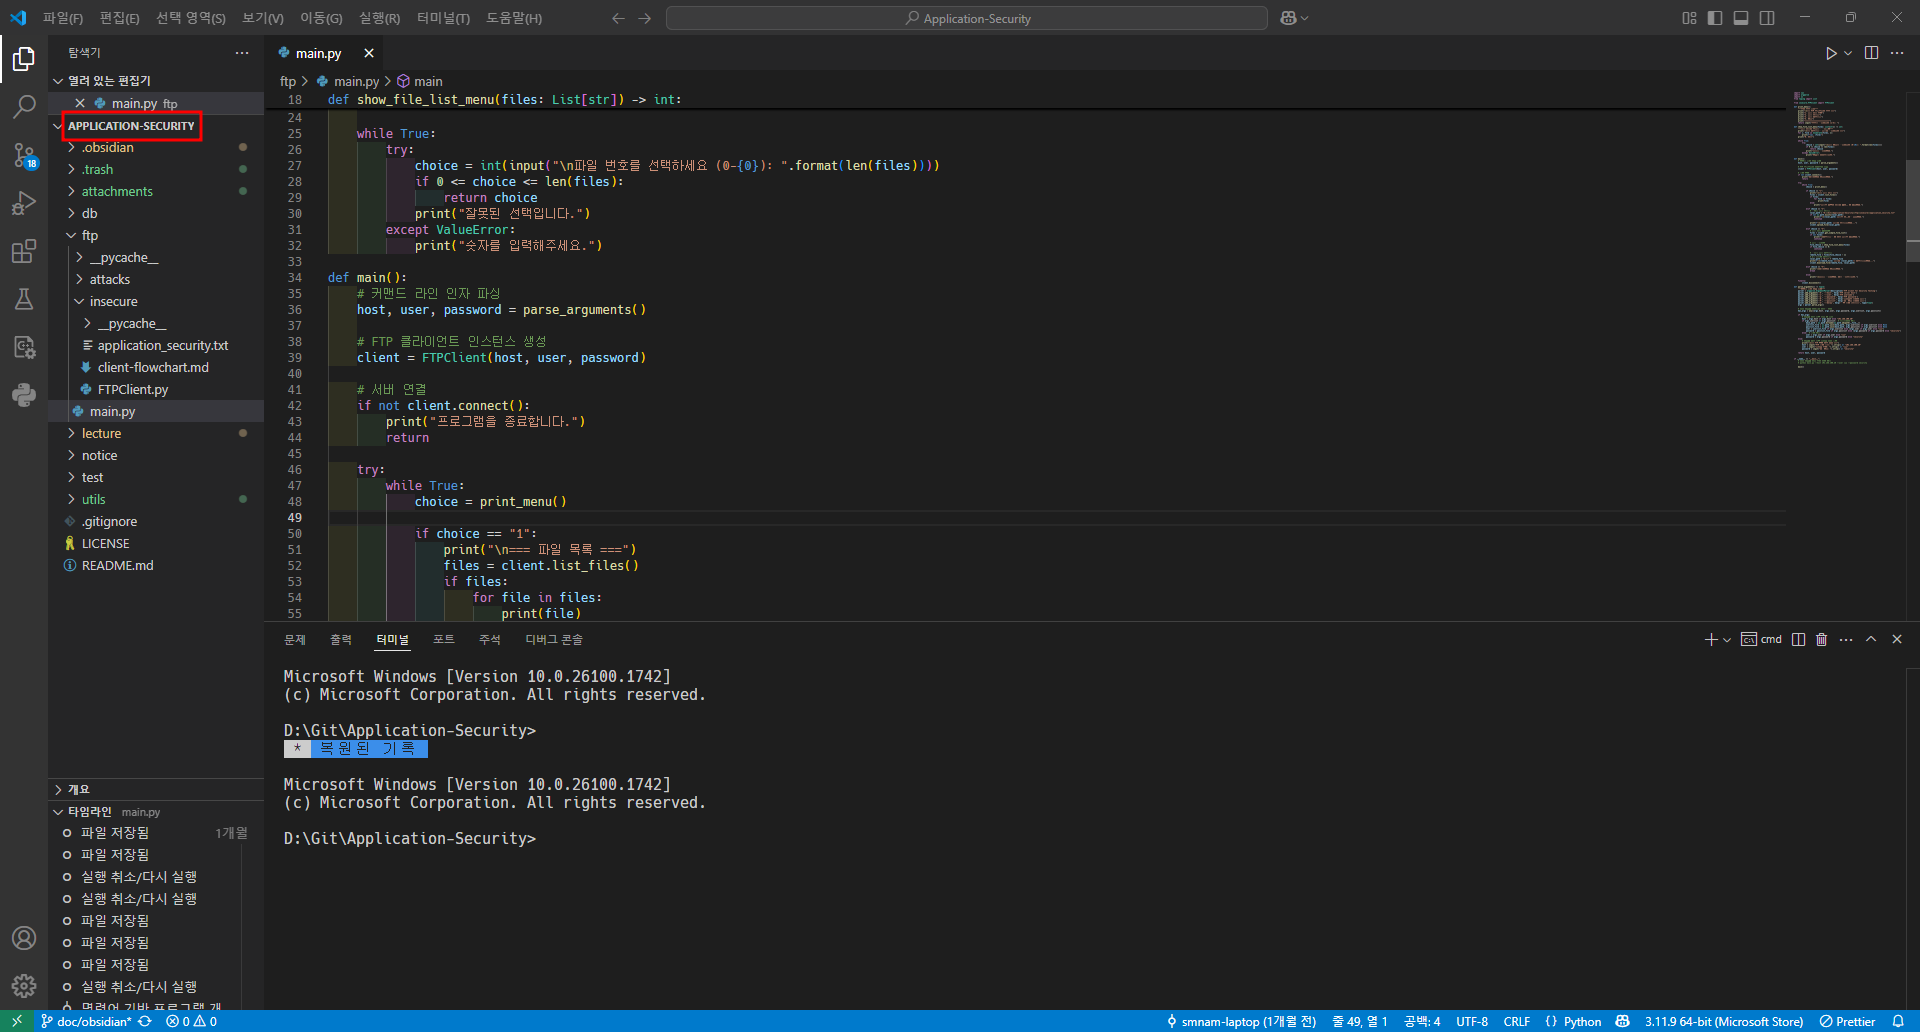 파일(F) 편집(E) 선택 영역(S) 보기(V) 이동(G) 실행(R) 터미널(T) 도움말(H)
Application-Security
탐색기
열려 있는 편집기
main.py ftp
APPLICATION-SECURITY
.obsidian
.trash
attachments
db
ftp
__pycache__
attacks
insecure
__pycache__
application_security.txt
client-flowchart.md
FTPClient.py
main.py
lecture
notice
test
utils
.gitignore
LICENSE
README.md
18
개요
타임라인 main.py
파일 저장됨 1개월
파일 저장됨
실행 취소/다시 실행
실행 취소/다시 실행
파일 저장됨
파일 저장됨
파일 저장됨
실행 취소/다시 실행
명령어 기반 프로그램 개
main.py
ftp > main.py > main
18 def show_file_list_menu(files: List[str]) -> int:
24
25 while True:
26 try:
27 choice = int(input("\n파일 번호를 선택하세요 (0-{0}): ".format(len(files))))
28 if 0 <= choice <= len(files):
29 return choice
30 print("잘못된 선택입니다.")
31 except ValueError:
32 print("숫자를 입력해주세요.")
33
34 def main():
35 # 커맨드 라인 인자 파싱
36 host, user, password = parse_arguments()
37
38 # FTP 클라이언트 인스턴스 생성
39 client = FTPClient(host, user, password)
40
41 # 서버 연결
42 if not client.connect():
43 print("프로그램을 종료합니다.")
44 return
45
46 try:
47 while True:
48 choice = print_menu()
49
50 if choice == "1":
51 print("\n=== 파일 목록 ===")
52 files = client.list_files()
53 if files:
54 for file in files:
55 print(file)
문제 출력 터미널 포트 주석 디버그 콘솔
cmd
Microsoft Windows [Version 10.0.26100.1742]
(c) Microsoft Corporation. All rights reserved.
D:\Git\Application-Security>
* 복원된 기록
Microsoft Windows [Version 10.0.26100.1742]
(c) Microsoft Corporation. All rights reserved.
D:\Git\Application-Security>
doc/obsidian* 0 0 smnam-laptop (1개월 전) 줄 49, 열 1 공백: 4 UTF-8 CRLF {} Python 3.11.9 64-bit (Microsoft Store) Prettier